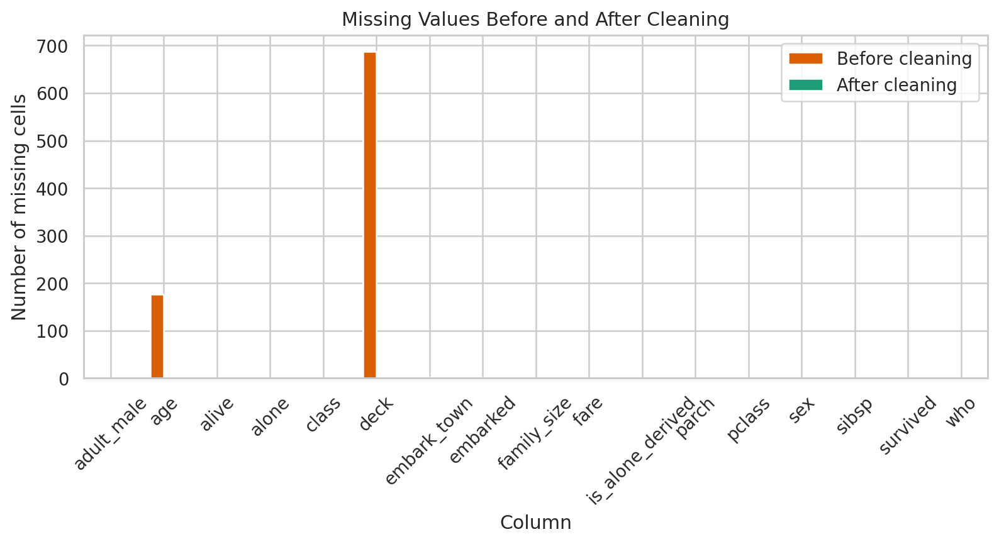 Missing Values Before and After Cleaning
Before cleaning
After cleaning
Number of missing cells
700
600
500
400
300
200
100
0
adult_male
age
alive
alone
class
deck
embark_town
embarked
family_size
fare
is_alone_derived
parch
pclass
sex
sibsp
survived
who
Column